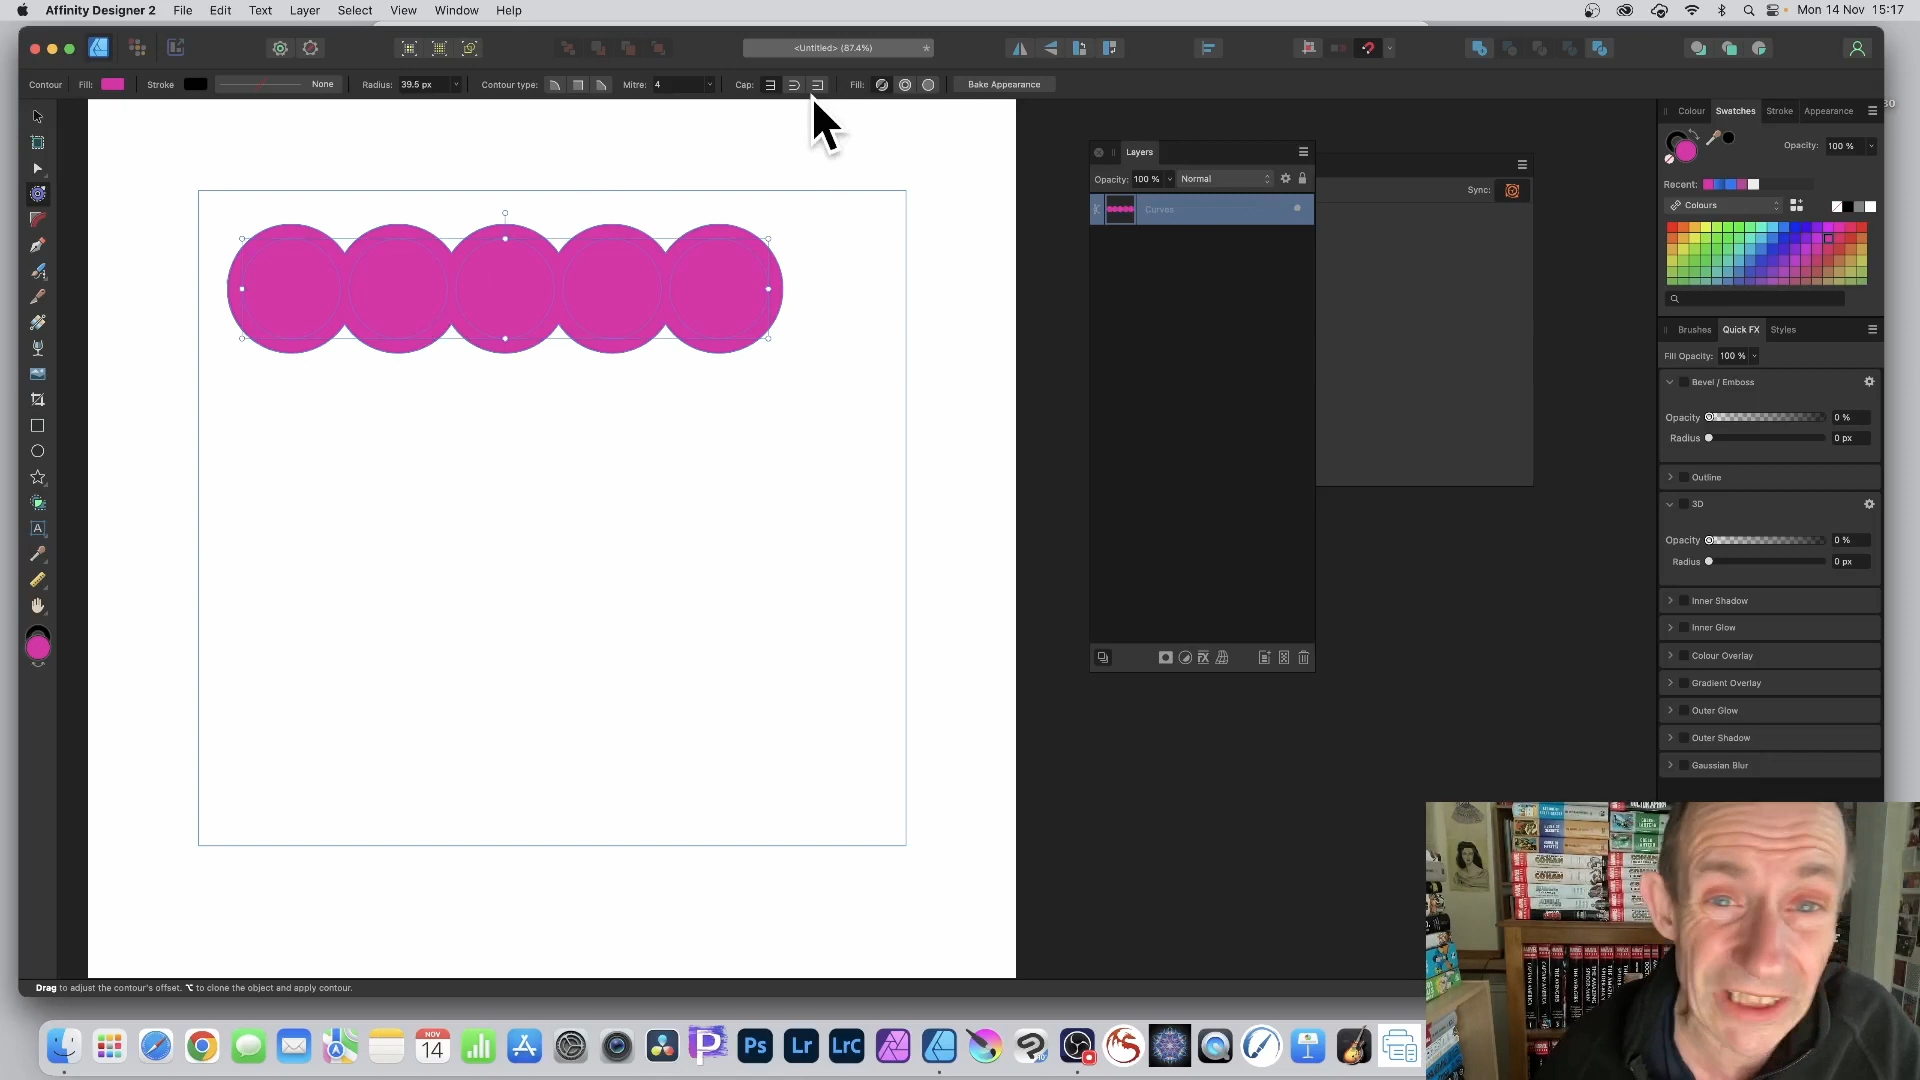 Affinity Designer 2 File Edit Text Layer Select View Window Help Mon 14 Nov 15:17
<Untitled> (87.4%) *
Contour Fill: Stroke None Radius: 39.5 px Contour type: Mitre: 4 Cap: Fill: Bake Appearance
Colour Swatches Stroke Appearance
Opacity: 100 %
Recent:
Colours
Layers
Opacity: 100 % Normal
Curves
Sync:
Brushes Quick FX Styles
Fill Opacity: 100 %
Bevel / Emboss
Opacity 0 %
Radius 0 px
Outline
3D
Opacity 0 %
Radius 0 px
Inner Shadow
Inner Glow
Colour Overlay
Gradient Overlay
Outer Glow
Outer Shadow
Gaussian Blur
A
Drag to adjust the contour's offset. ⌥ to clone the object and apply contour.
NOV
14
Ps
Lr
LrC
CONAN
CONAN